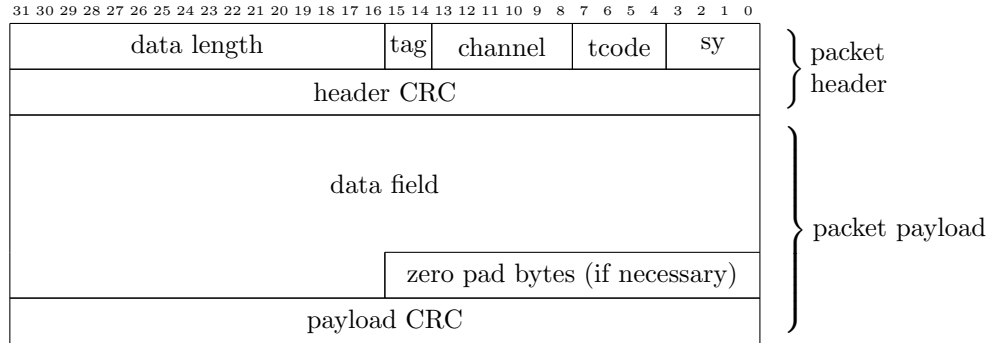 31 30 29 28 27 26 25 24 23 22 21 20 19 18 17 16 15 14 13 12 11 10 9 8 7 6 5 4 3 2 1 0
data length tag channel tcode sy
packet
header
header CRC
data field
packet payload
zero pad bytes (if necessary)
payload CRC